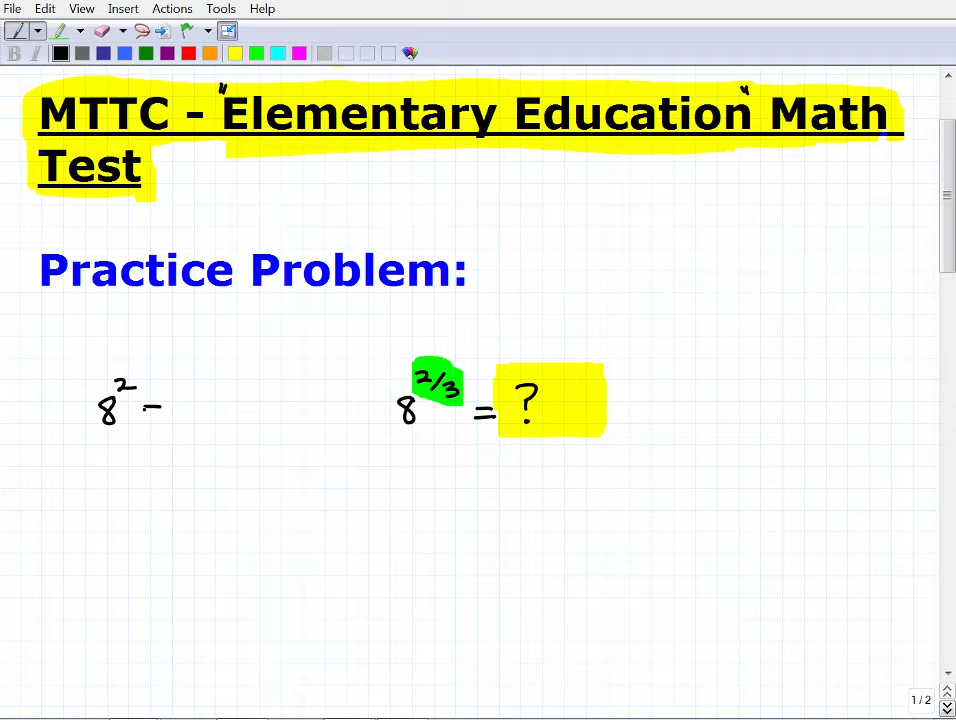 File Edit View Insert Actions Tools Help
B I
MTTC - "Elementary Education" Math
Test
Practice Problem:
8² -
8^(2/3) = ?
1 / 2